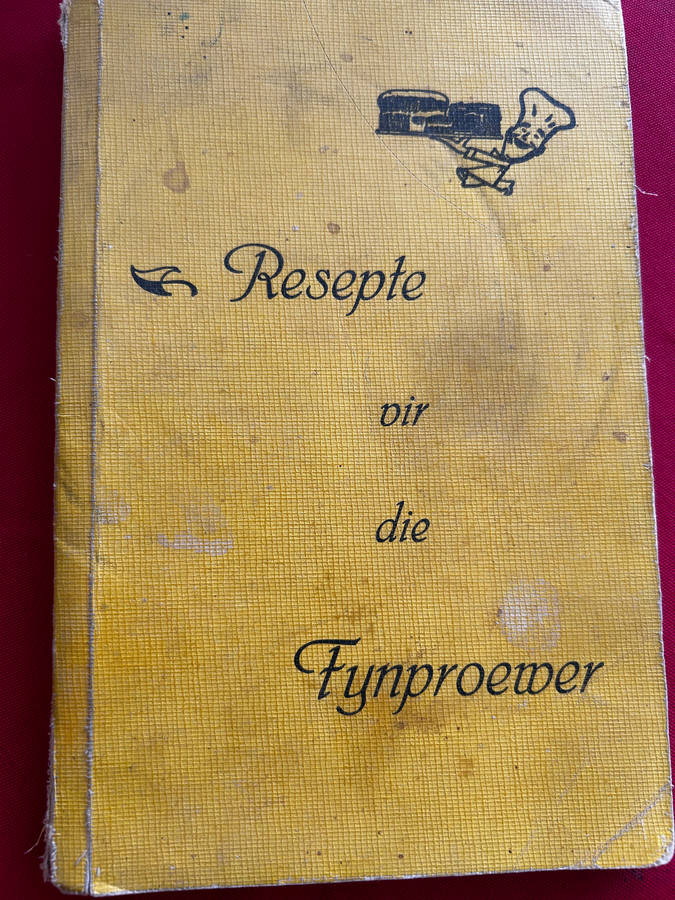 Resepte
vir
die
Fynproewer